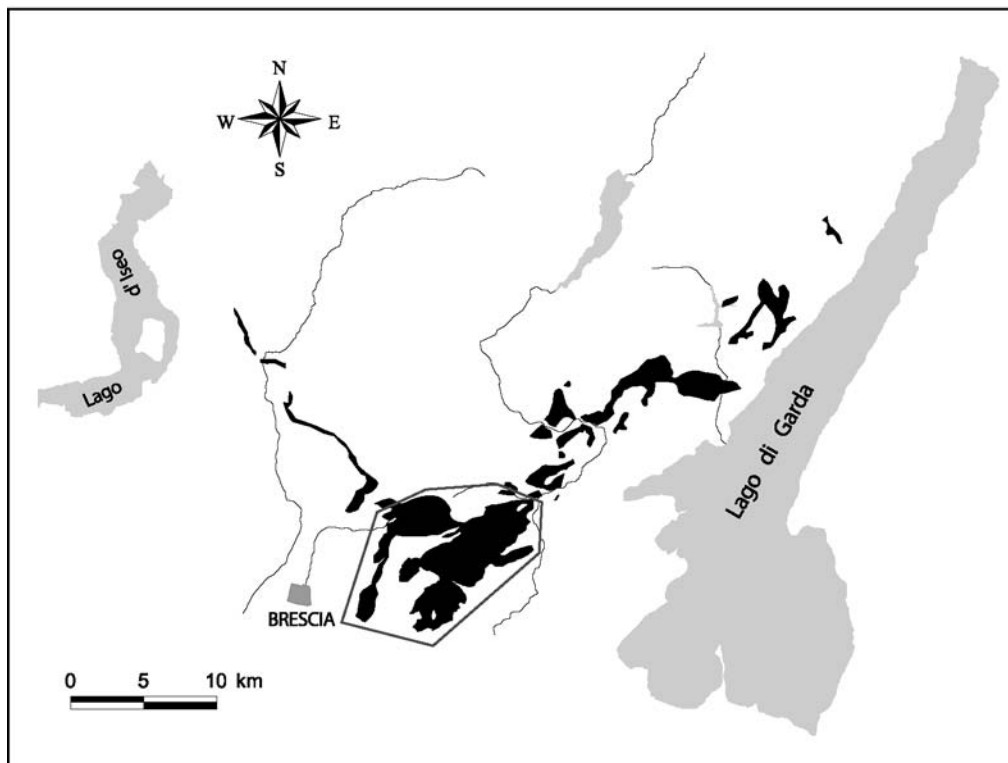 N
W E
S
d'Iseo
Lago
Lago di Garda
BRESCIA
0 5 10 km